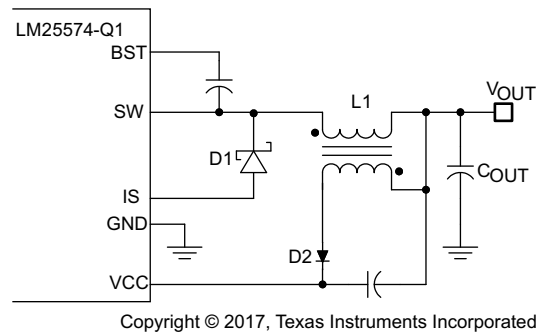 LM25574-Q1
BST
SW
L1
VOUT
D1
COUT
IS
GND
D2
VCC
Copyright © 2017, Texas Instruments Incorporated